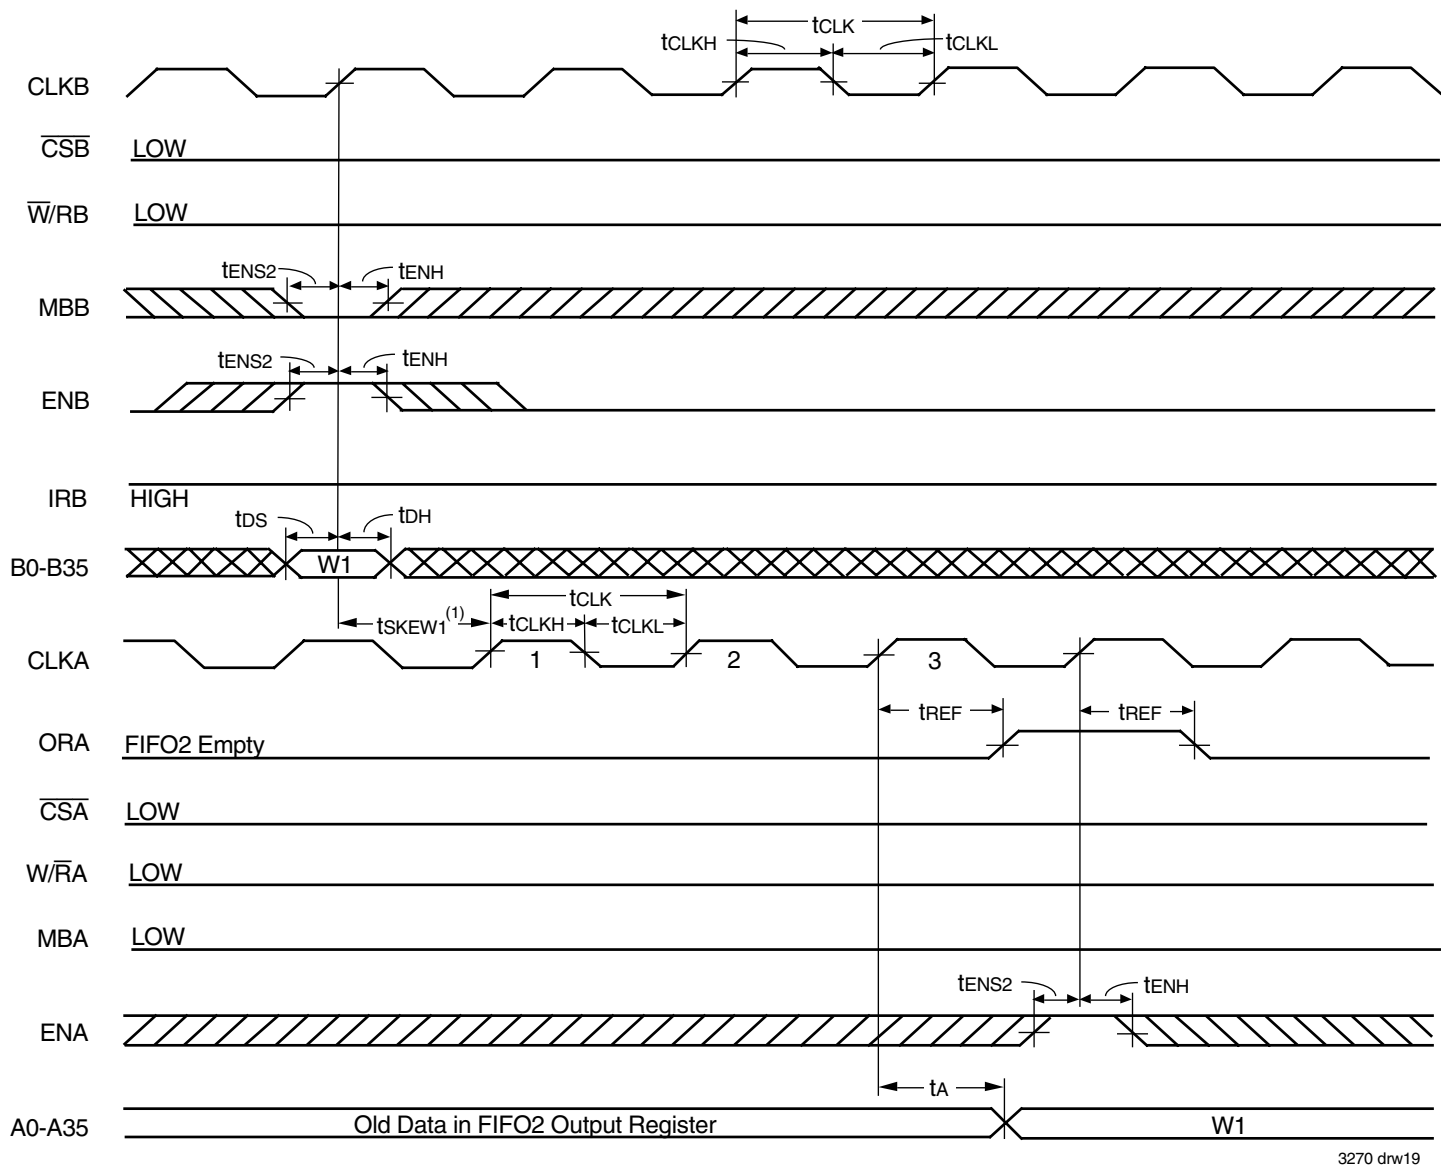 tCLK
tCLKH
tCLKL
CLKB
CSB
LOW
W/RB
LOW
tENS2
tENH
MBB
tENS2
tENH
ENB
IRB
HIGH
tDS
tDH
B0-B35
W1
tCLK
tSKEW1(1)
tCLKH
tCLKL
CLKA
1
2
3
tREF
tREF
ORA
FIFO2 Empty
CSA
LOW
W/RA
LOW
MBA
LOW
tENS2
tENH
ENA
tA
A0-A35
Old Data in FIFO2 Output Register
W1
3270 drw19